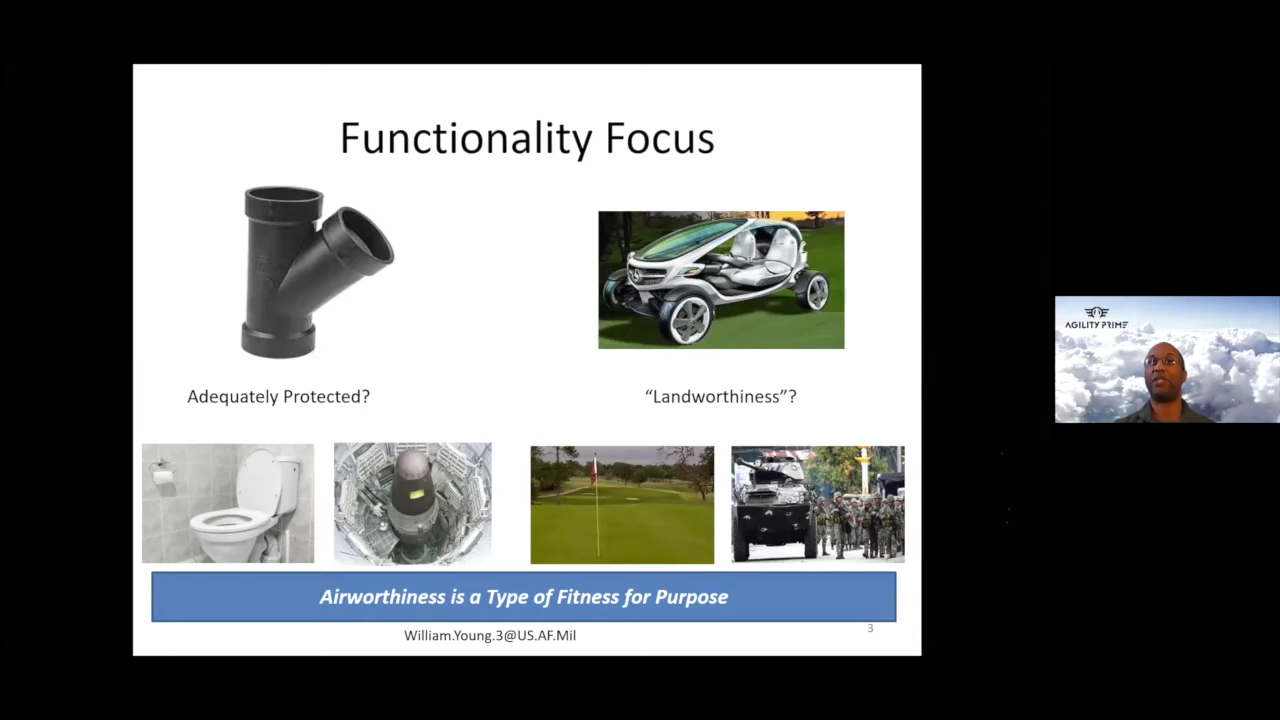 Functionality Focus
Adequately Protected?
“Landworthiness”?
Airworthiness is a Type of Fitness for Purpose
William.Young.3@US.AF.Mil
3
AGILITY PRIME